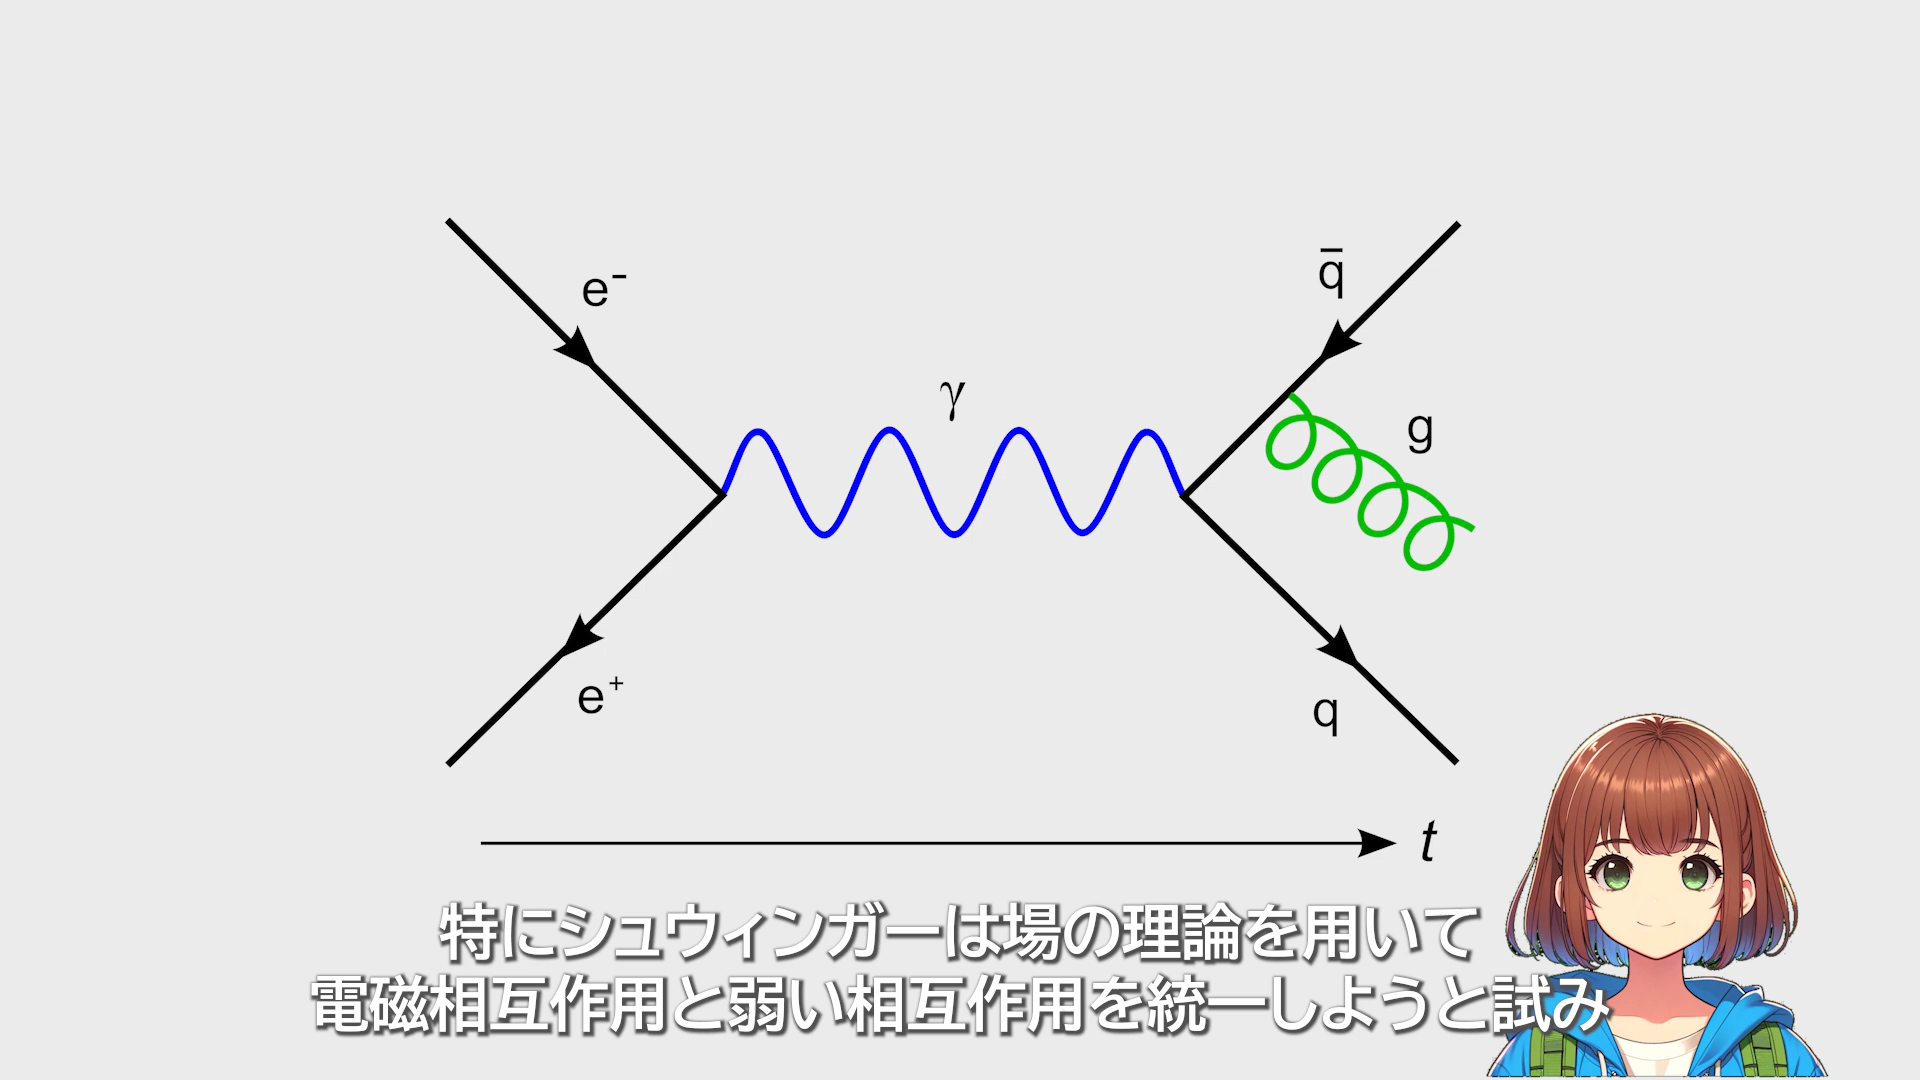 e⁻
q̄
γ
g
e⁺
q
t
特にシュウィンガーは場の理論を用いて
電磁相互作用と弱い相互作用を統一しようと試み